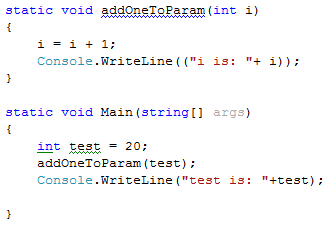 static void addOneToParam(int i)
{
    i = i + 1;
    Console.WriteLine(("i is: "+ i));
}
static void Main(string[] args)
{
    int test = 20;
    addOneToParam(test);
    Console.WriteLine("test is: "+test);
}